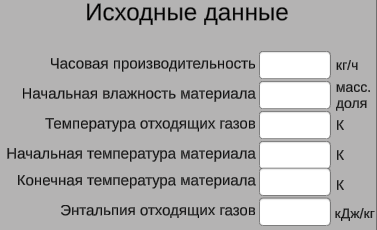 Исходные данные
Часовая производительность кг/ч
Начальная влажность материала масс. доля
Температура отходящих газов К
Начальная температура материала К
Конечная температура материала К
Энтальпия отходящих газов кДж/кг